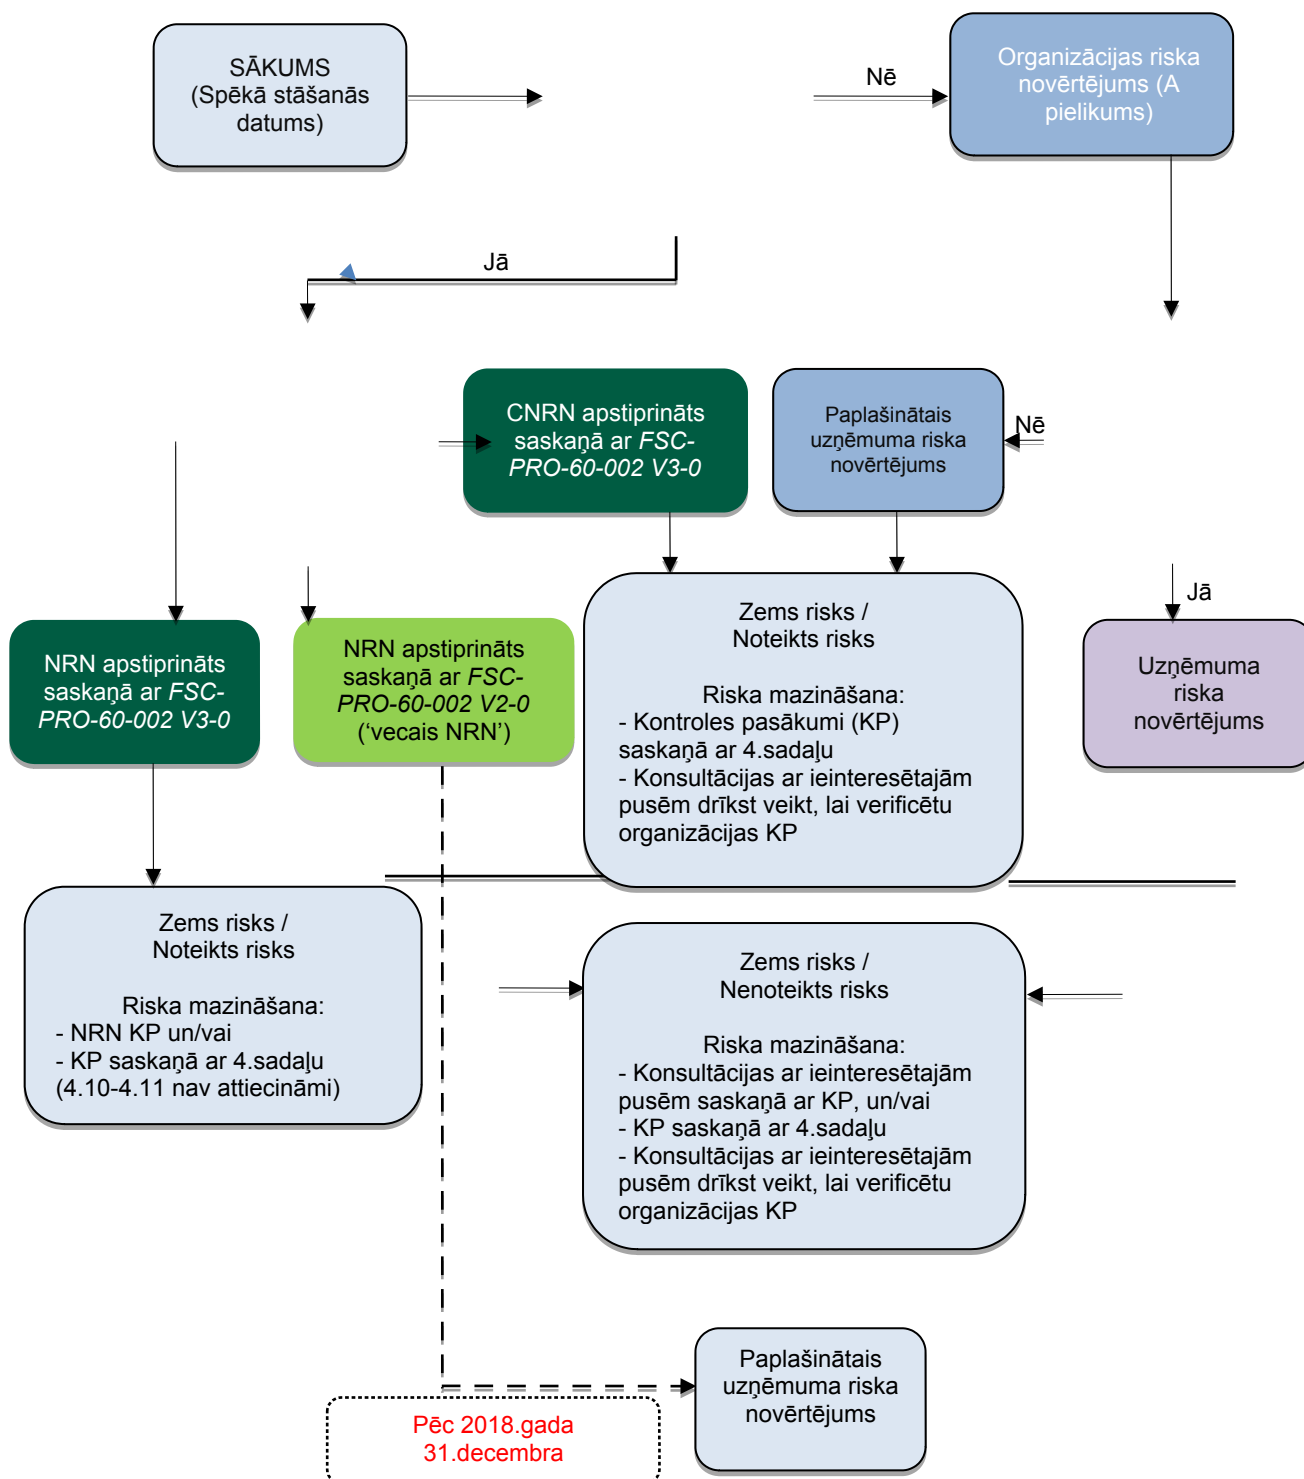 SĀKUMS
(Spēkā stāšanās
datums)
Nē
Organizācijas riska
novērtējums (A
pielikums)
Jā
CNRN apstiprināts
saskaņā ar FSC-
PRO-60-002 V3-0
Paplašinātais
uzņēmuma riska
novērtējums
Nē
Zems risks /
Noteikts risks
Riska mazināšana:
- Kontroles pasākumi (KP)
saskaņā ar 4.sadaļu
- Konsultācijas ar ieinteresētajām
pusēm drīkst veikt, lai verificētu
organizācijas KP
Jā
NRN apstiprināts
saskaņā ar FSC-
PRO-60-002 V3-0
NRN apstiprināts
saskaņā ar FSC-
PRO-60-002 V2-0
(‘vecais NRN’)
Uzņēmuma
riska
novērtējums
Zems risks /
Noteikts risks
Riska mazināšana:
- NRN KP un/vai
- KP saskaņā ar 4.sadaļu
(4.10-4.11 nav attiecināmi)
Zems risks /
Nenoteikts risks
Riska mazināšana:
- Konsultācijas ar ieinteresētajām
pusēm saskaņā ar KP, un/vai
- KP saskaņā ar 4.sadaļu
- Konsultācijas ar ieinteresētajām
pusēm drīkst veikt, lai verificētu
organizācijas KP
Paplašinātais
uzņēmuma riska
novērtējums
Pēc 2018.gada
31.decembra